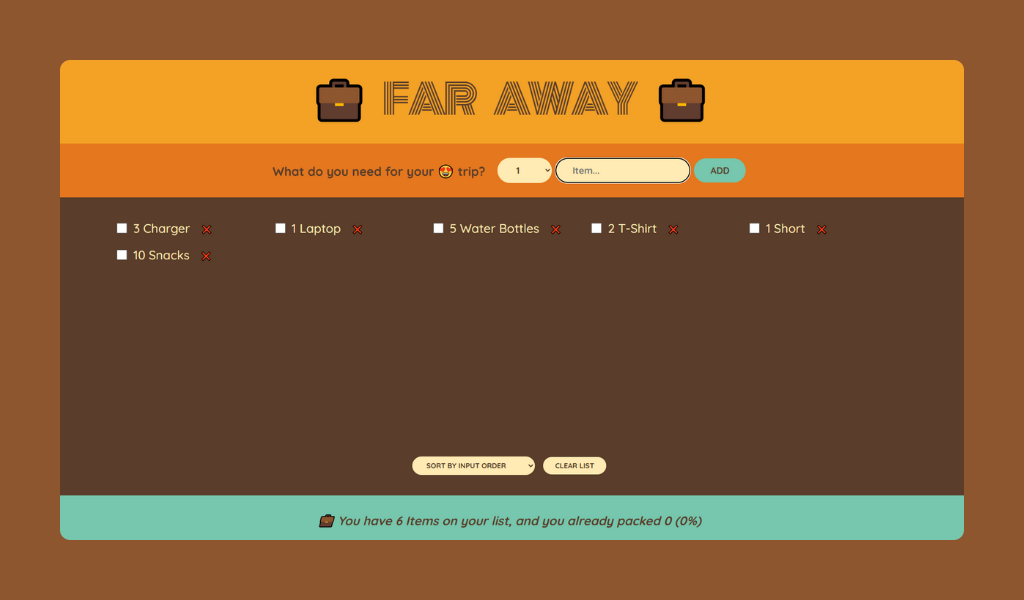 FAR AWAY
What do you need for your 😍 trip? 1 Item... ADD
3 Charger ❌ 1 Laptop ❌ 5 Water Bottles ❌ 2 T-Shirt ❌ 1 Short ❌
10 Snacks ❌
SORT BY INPUT ORDER CLEAR LIST
💼 You have 6 Items on your list, and you already packed 0 (0%)